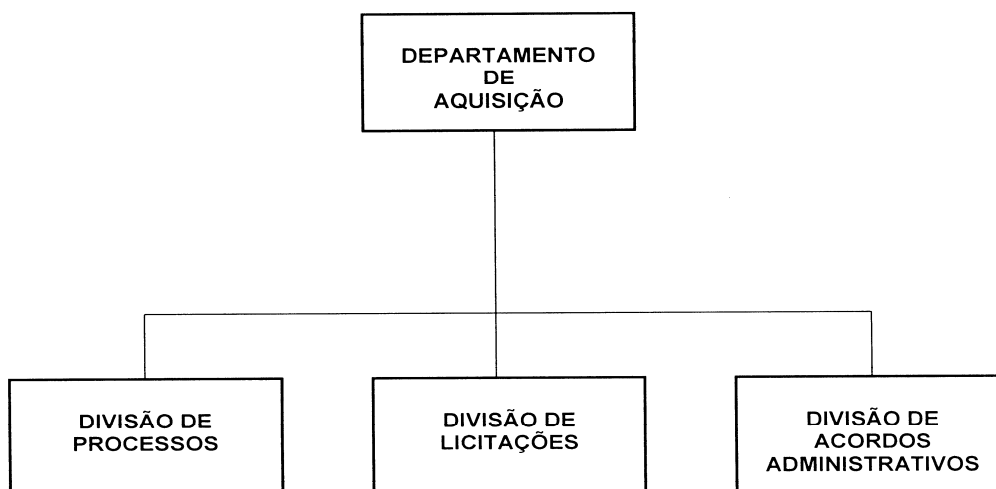 DEPARTAMENTO
DE
AQUISIÇÃO
DIVISÃO DE
PROCESSOS
DIVISÃO DE
LICITAÇÕES
DIVISÃO DE
ACORDOS
ADMINISTRATIVOS